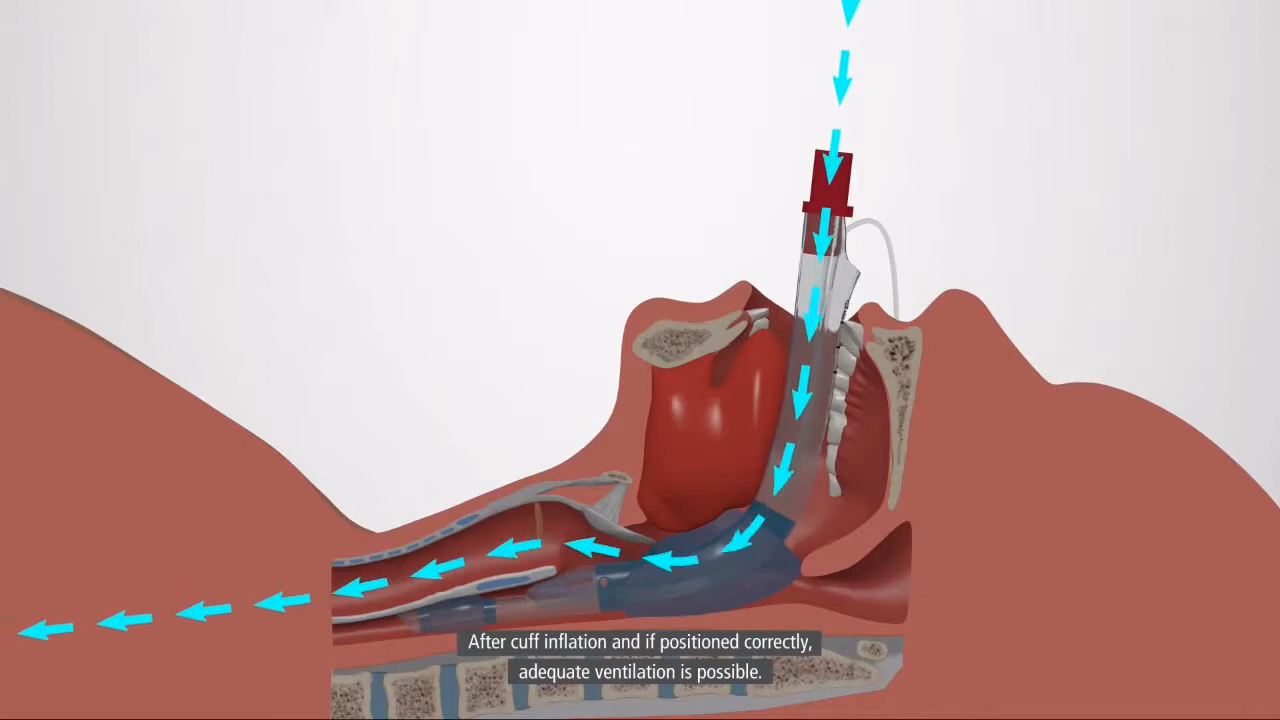 After cuff inflation and if positioned correctly,
adequate ventilation is possible.